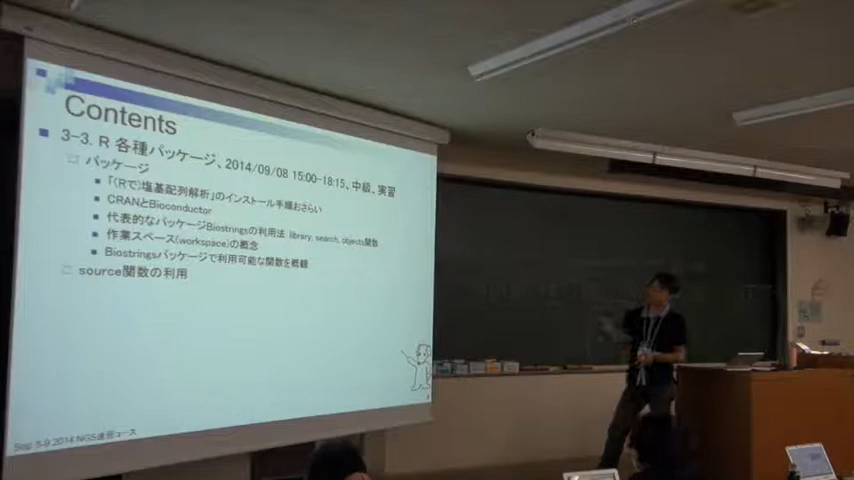 Contents
3-3. R 各種パッケージ、2014/09/08 15:00-18:15、中級、実習
パッケージ
「(Rで)塩基配列解析」のインストール手順おさらい
CRANとBioconductor
代表的なパッケージBiostringsの利用法 library, search, objects関数
作業スペース(workspace)の概念
Biostringsパッケージで利用可能な関数を概観
source関数の利用
2014 NGS速習コース